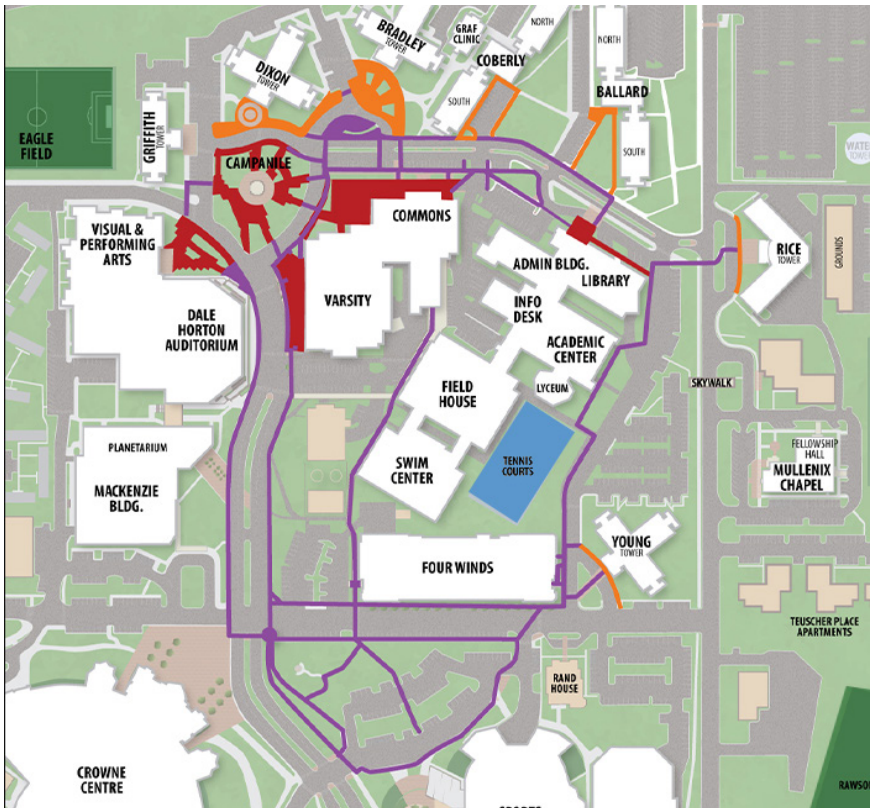 BRADLEY
TOWER
GRAF
CLINIC
NORTH
COBERLY
SOUTH
NORTH
BALLARD
SOUTH
DIXON
TOWER
GRIFFITH
TOWER
EAGLE
FIELD
CAMPANILE
WATE
TOWER
VISUAL &
PERFORMING
ARTS
COMMONS
ADMIN BLDG.
LIBRARY
RICE
TOWER
GROUNDS
VARSITY
INFO
DESK
DALE
HORTON
AUDITORIUM
ACADEMIC
CENTER
LYCEUM
FIELD
HOUSE
SKYWALK
PLANETARIUM
MACKENZIE
BLDG.
SWIM
CENTER
TENNIS
COURTS
FELLOWSHIP
HALL
MULLENIX
CHAPEL
YOUNG
TOWER
FOUR WINDS
TEUSCHER PLACE
APARTMENTS
RAND
HOUSE
CROWNE
CENTRE
RAWSO